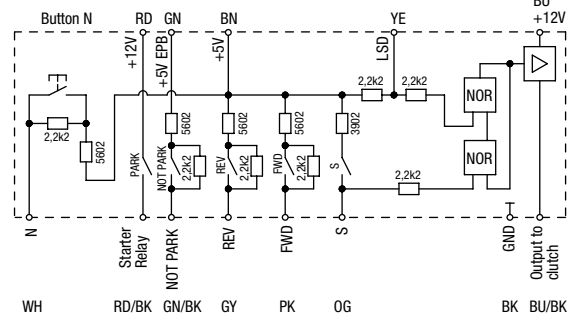 BU
Button N RD GN BN YE +12V
+12V
+5V EPB
+5V
LSD
2,2k2
5602
PARK
NOT PARK
5602
2,2k2
REV
5602
2,2k2
FWD
5602
2,2k2
S
3902
2,2k2
2,2k2
2,2k2
NOR
NOR
N
Starter
Relay
NOT PARK
REV
FWD
S
GND
Output to
clutch
WH RD/BK GN/BK GY PK OG BK BU/BK